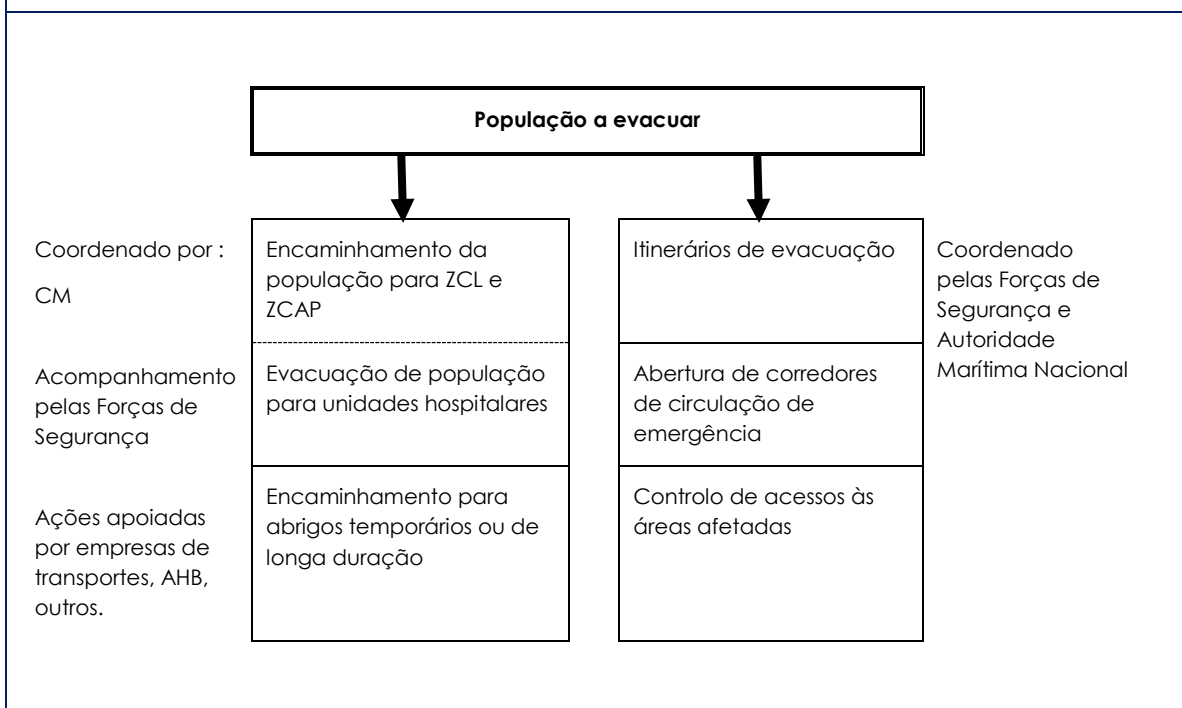 População a evacuar
Coordenado por :
CM
Acompanhamento
pelas Forças de
Segurança
Ações apoiadas
por empresas de
transportes, AHB,
outros.
Encaminhamento da
população para ZCL e
ZCAP
Evacuação de população
para unidades hospitalares
Encaminhamento para
abrigos temporários ou de
longa duração
Itinerários de evacuação
Abertura de corredores
de circulação de
emergência
Controlo de acessos às
áreas afetadas
Coordenado
pelas Forças de
Segurança e
Autoridade
Marítima Nacional